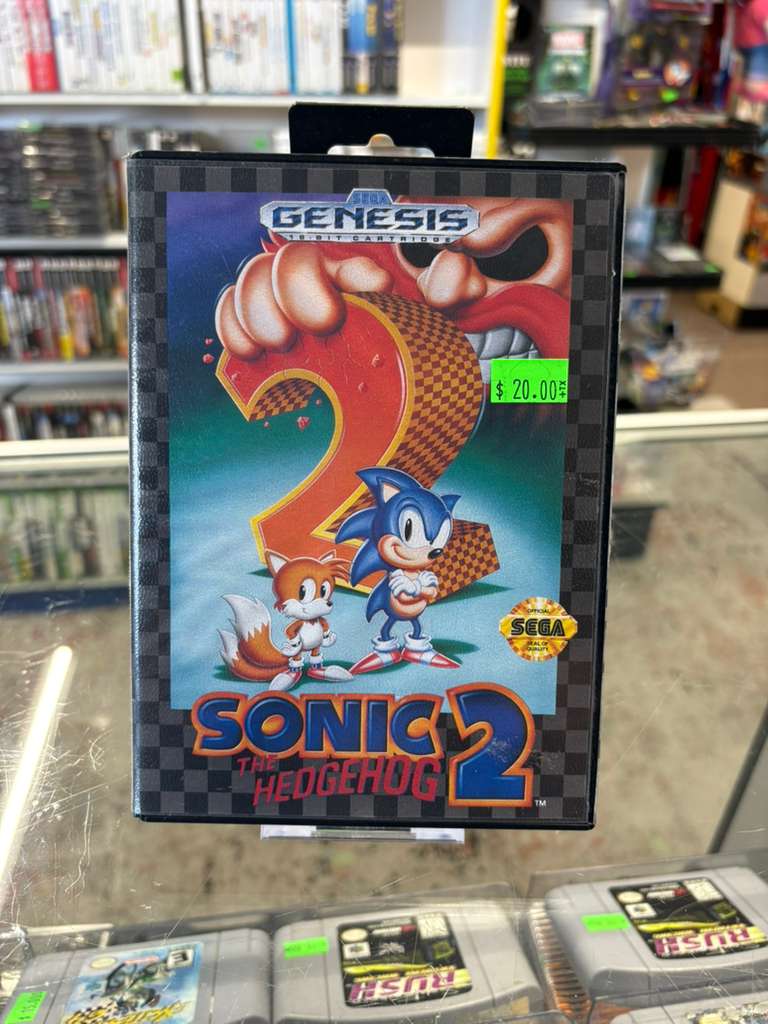 SEGA
GENESIS
16-BIT CARTRIDGE
$ 20.00 +TX
OFFICIAL
SEGA
SEAL OF
QUALITY
SONIC 2
THE
HEDGEHOG
TM
RUSH
RUSH
E